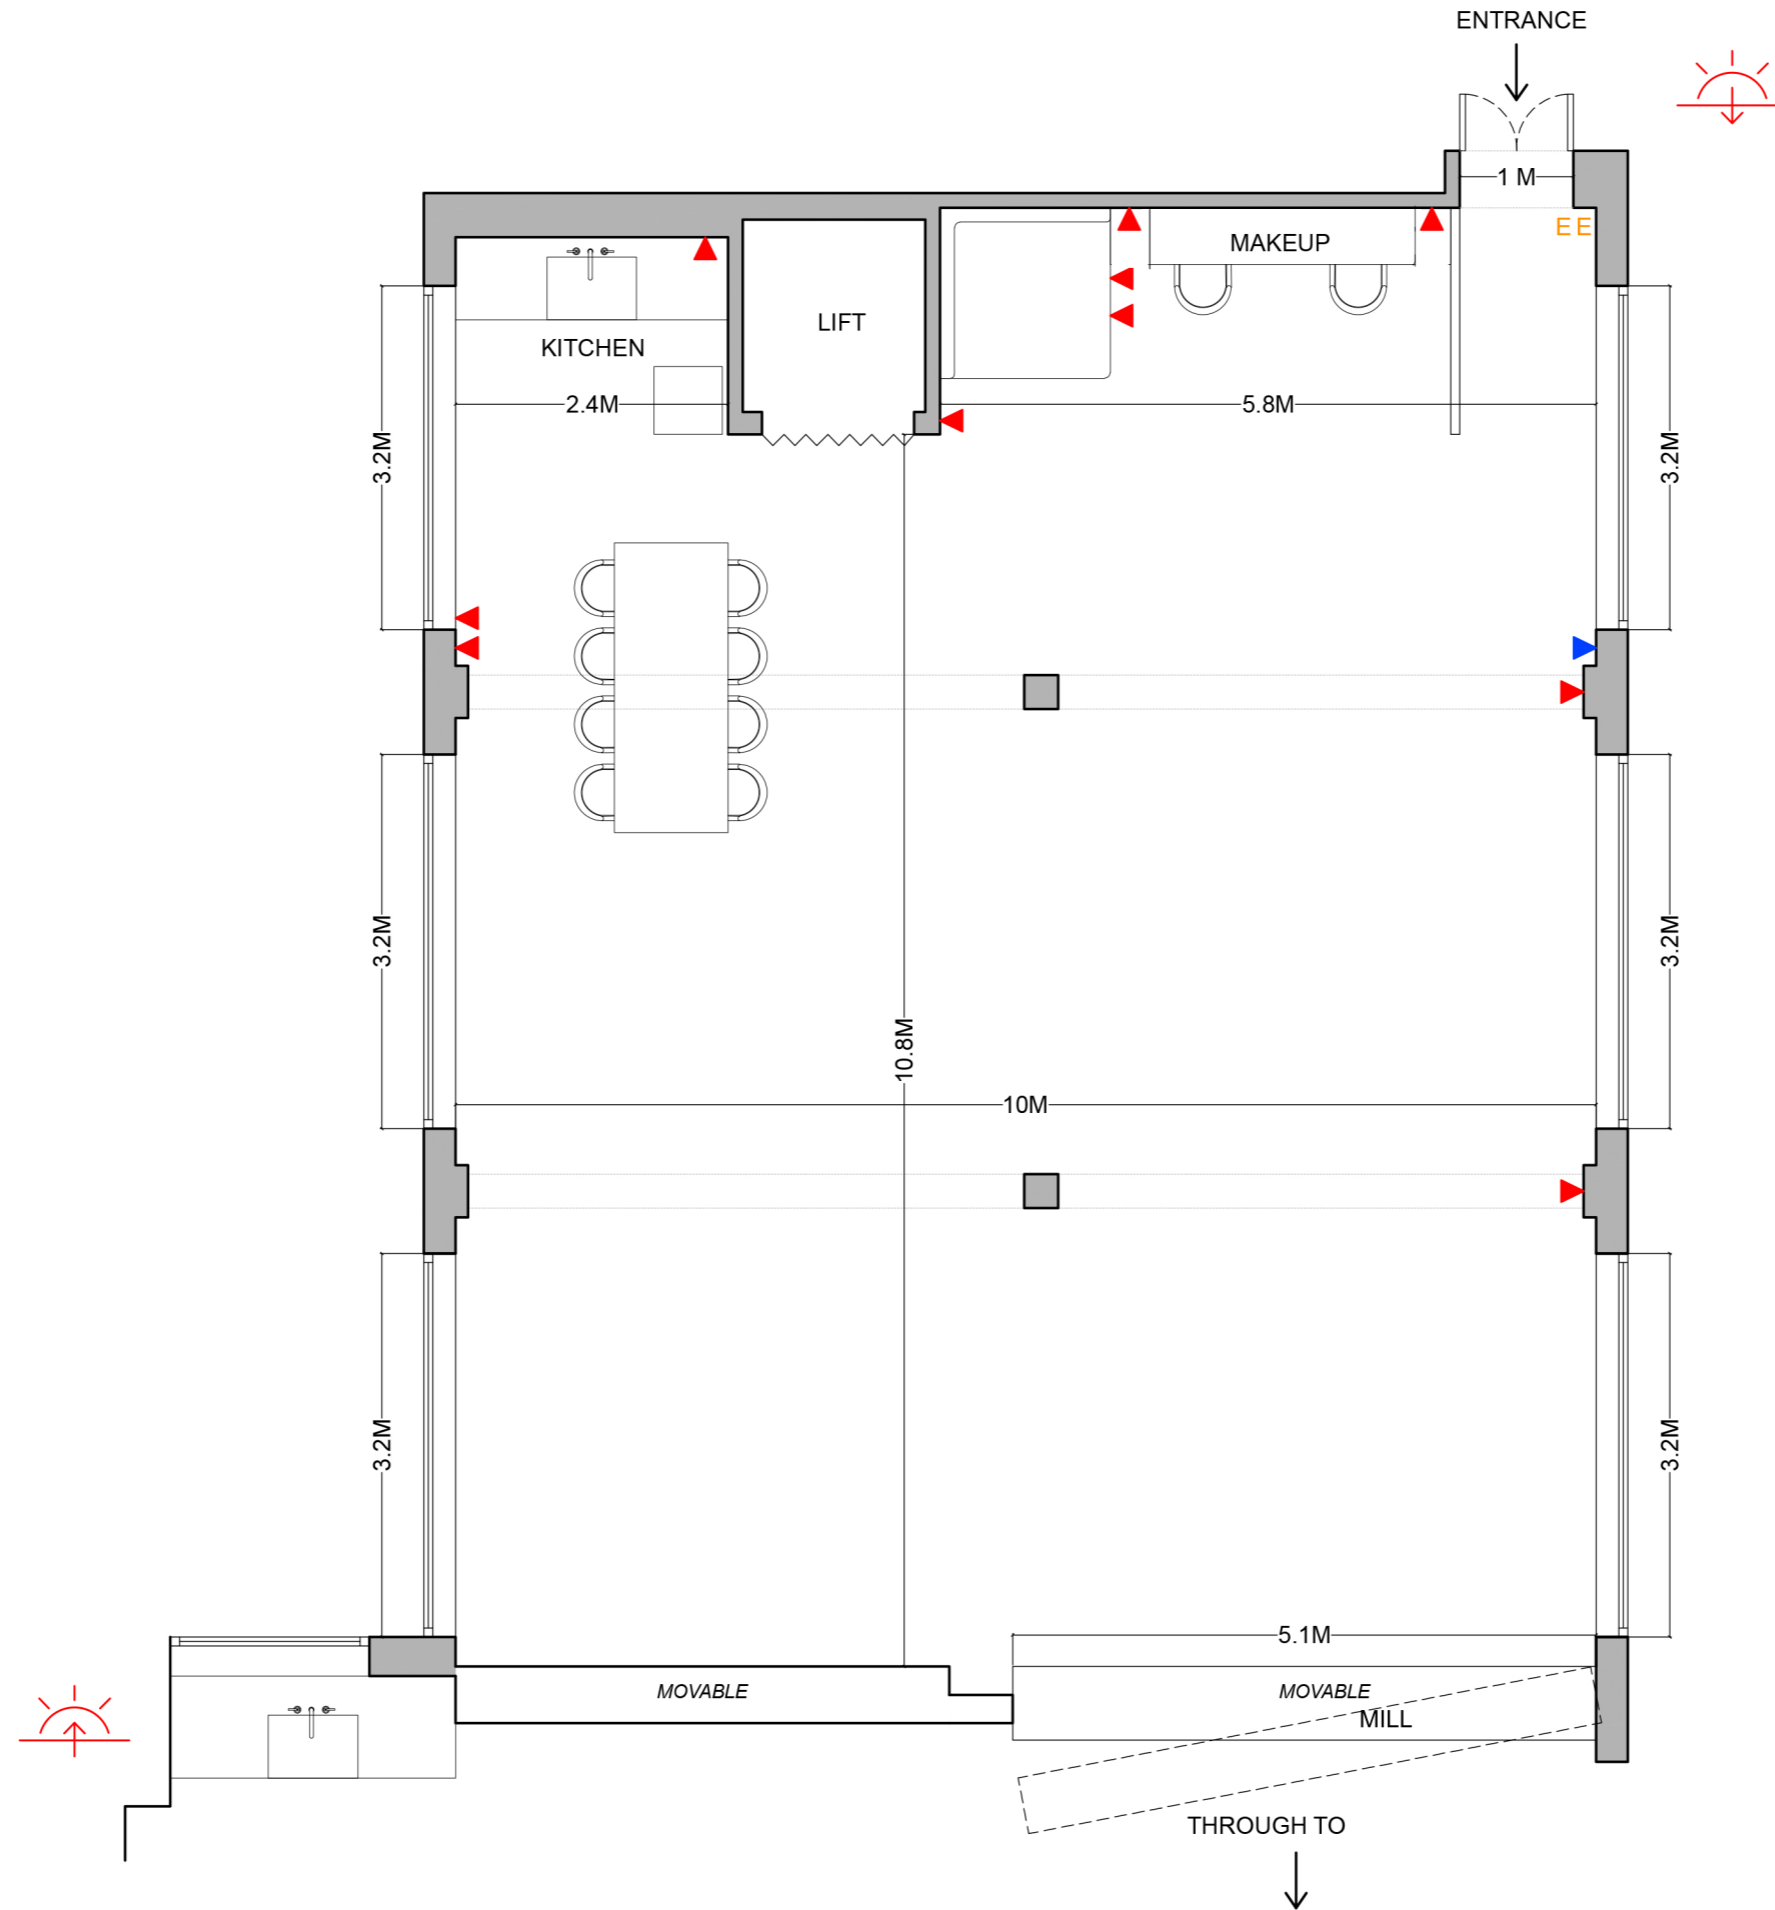 ENTRANCE
1 M
EE
MAKEUP
LIFT
KITCHEN
2.4M
5.8M
3.2M
3.2M
3.2M
3.2M
10.8M
10M
3.2M
3.2M
5.1M
MOVABLE
MOVABLE
MILL
THROUGH TO